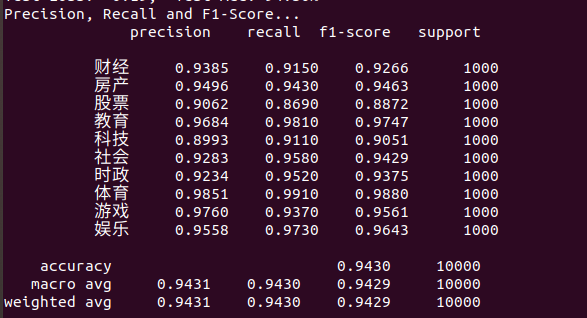 Precision, Recall and F1-Score...
precision recall f1-score support
财经 0.9385 0.9150 0.9266 1000
房产 0.9496 0.9430 0.9463 1000
股票 0.9062 0.8690 0.8872 1000
教育 0.9684 0.9810 0.9747 1000
科技 0.8993 0.9110 0.9051 1000
社会 0.9283 0.9580 0.9429 1000
时政 0.9234 0.9520 0.9375 1000
体育 0.9851 0.9910 0.9880 1000
游戏 0.9760 0.9370 0.9561 1000
娱乐 0.9558 0.9730 0.9643 1000
accuracy 0.9430 10000
macro avg 0.9431 0.9430 0.9429 10000
weighted avg 0.9431 0.9430 0.9429 10000